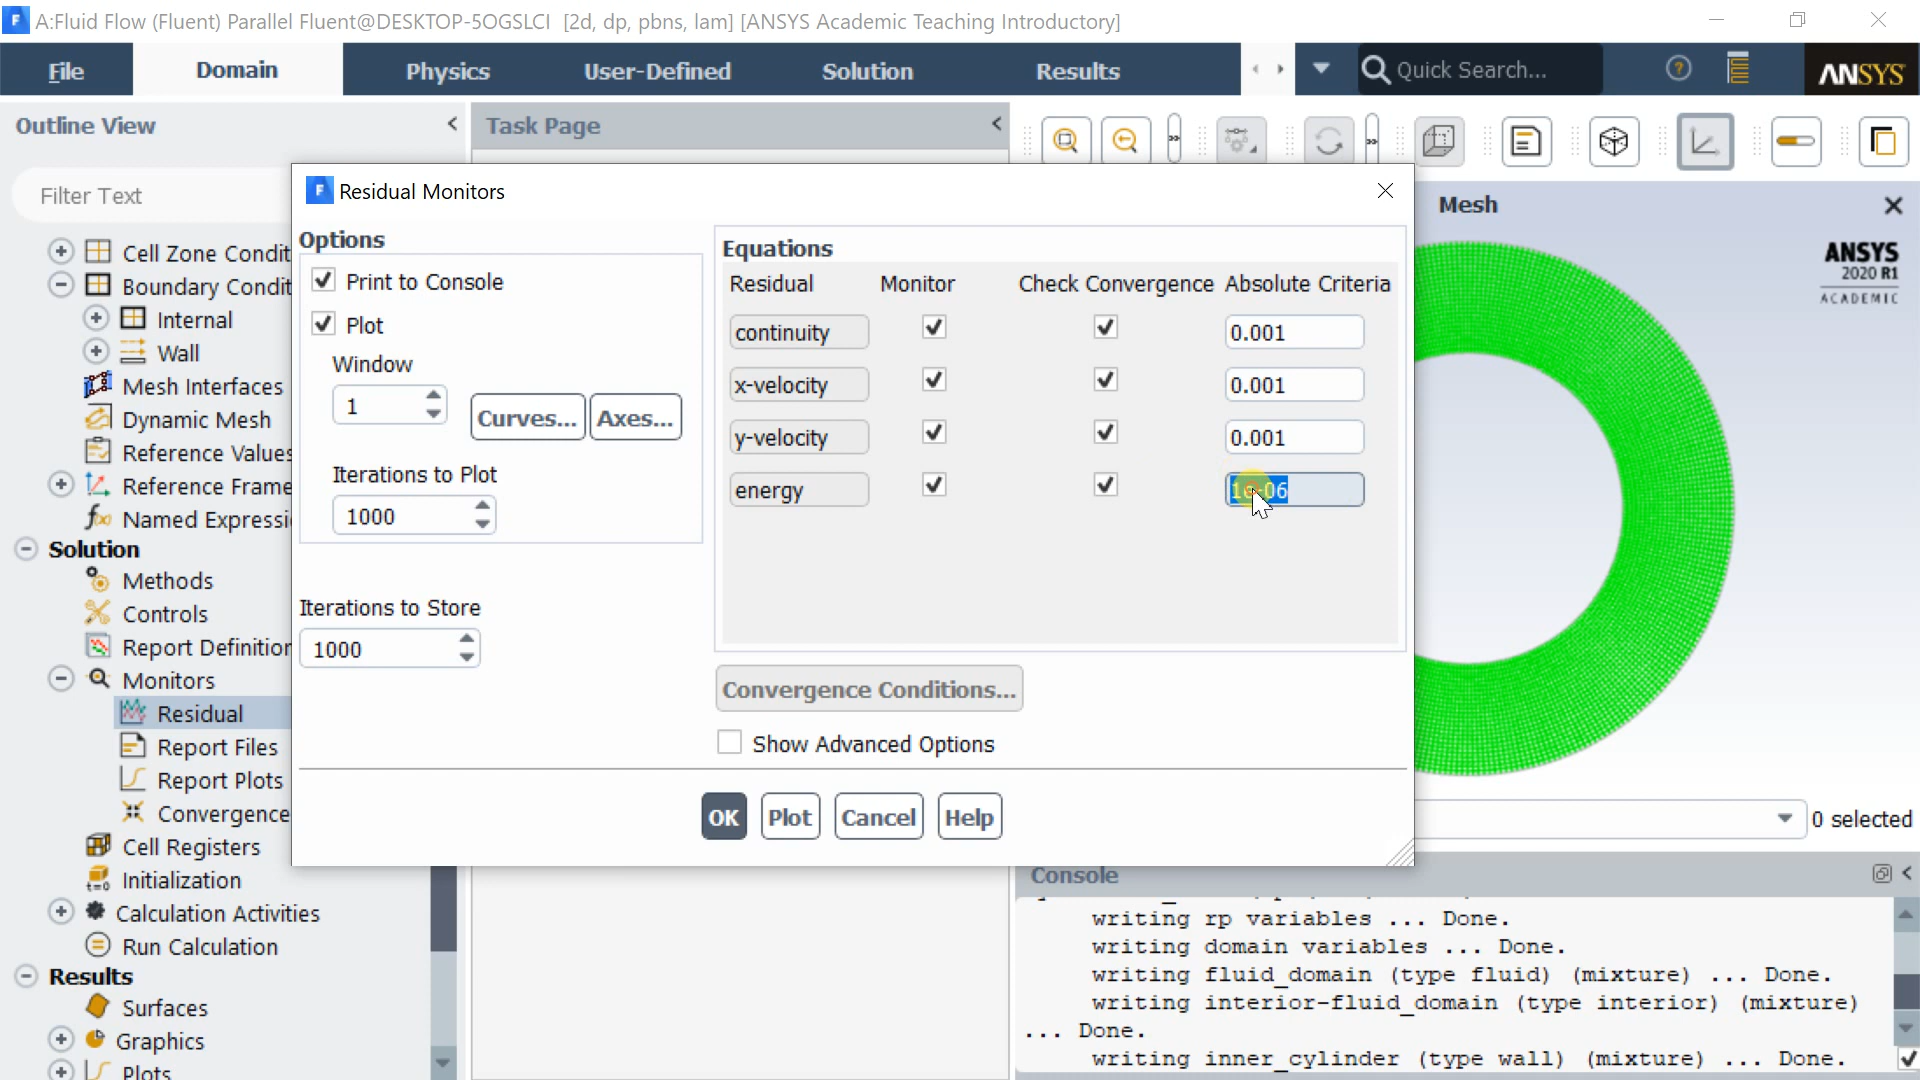 A:Fluid Flow (Fluent) Parallel Fluent@DESKTOP-5OGSLCI [2d, dp, pbns, lam] [ANSYS Academic Teaching Introductory]
File
Domain
Physics
User-Defined
Solution
Results
Quick Search...
ANSYS
Outline View
Task Page
Filter Text
Cell Zone Condit
Boundary Condit
Internal
Wall
Mesh Interfaces
Dynamic Mesh
Reference Values
Reference Frame
Named Expressi
Solution
Methods
Controls
Report Definition
Monitors
Residual
Report Files
Report Plots
Convergence
Cell Registers
Initialization
Calculation Activities
Run Calculation
Results
Surfaces
Graphics
Plots
Residual Monitors
Options
Print to Console
Plot
Window
1
Curves...
Axes...
Iterations to Plot
1000
Iterations to Store
1000
Equations
Residual Monitor Check Convergence Absolute Criteria
continuity 0.001
x-velocity 0.001
y-velocity 0.001
energy 1e-06
Convergence Conditions...
Show Advanced Options
OK
Plot
Cancel
Help
Mesh
ANSYS
2020 R1
ACADEMIC
0 selected
Console
writing rp variables ... Done.
writing domain variables ... Done.
writing fluid_domain (type fluid) (mixture) ... Done.
writing interior-fluid_domain (type interior) (mixture)
... Done.
writing inner_cylinder (type wall) (mixture) ... Done.